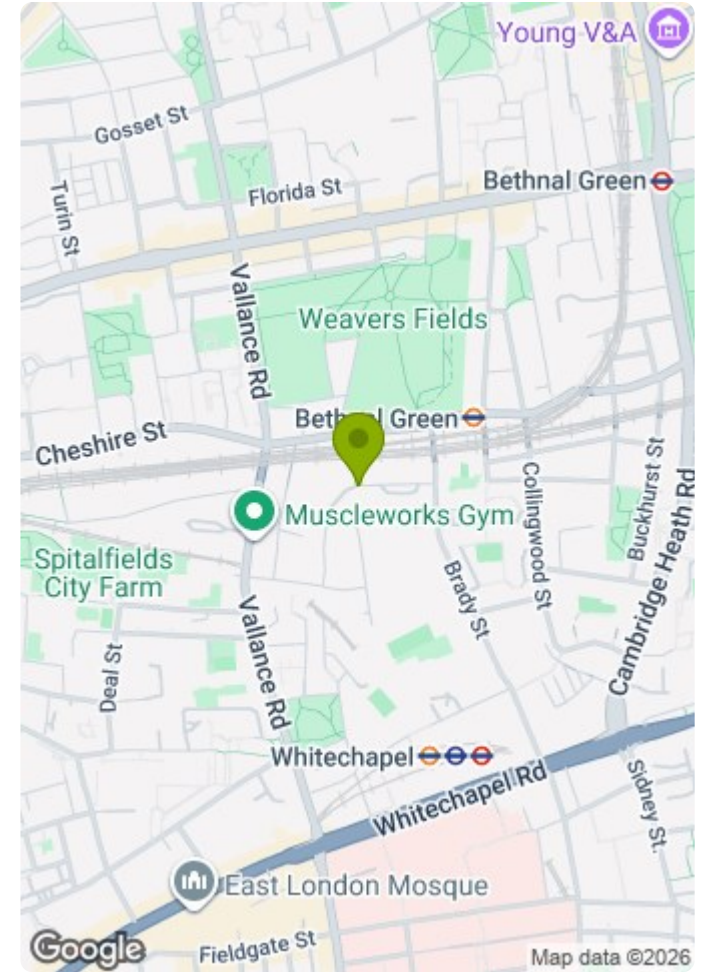 Young V&A
Gosset St
Turin St
Florida St
Bethnal Green
Vallance Rd
Weavers Fields
Bethnal Green
Cheshire St
Muscleworks Gym
Collingwood St
Buckhurst St
Cambridge Heath Rd
Spitalfields
City Farm
Brady St
Deal St
Vallance Rd
Whitechapel
Whitechapel Rd
Sidney St.
East London Mosque
Fieldgate St
Google
Map data ©2026